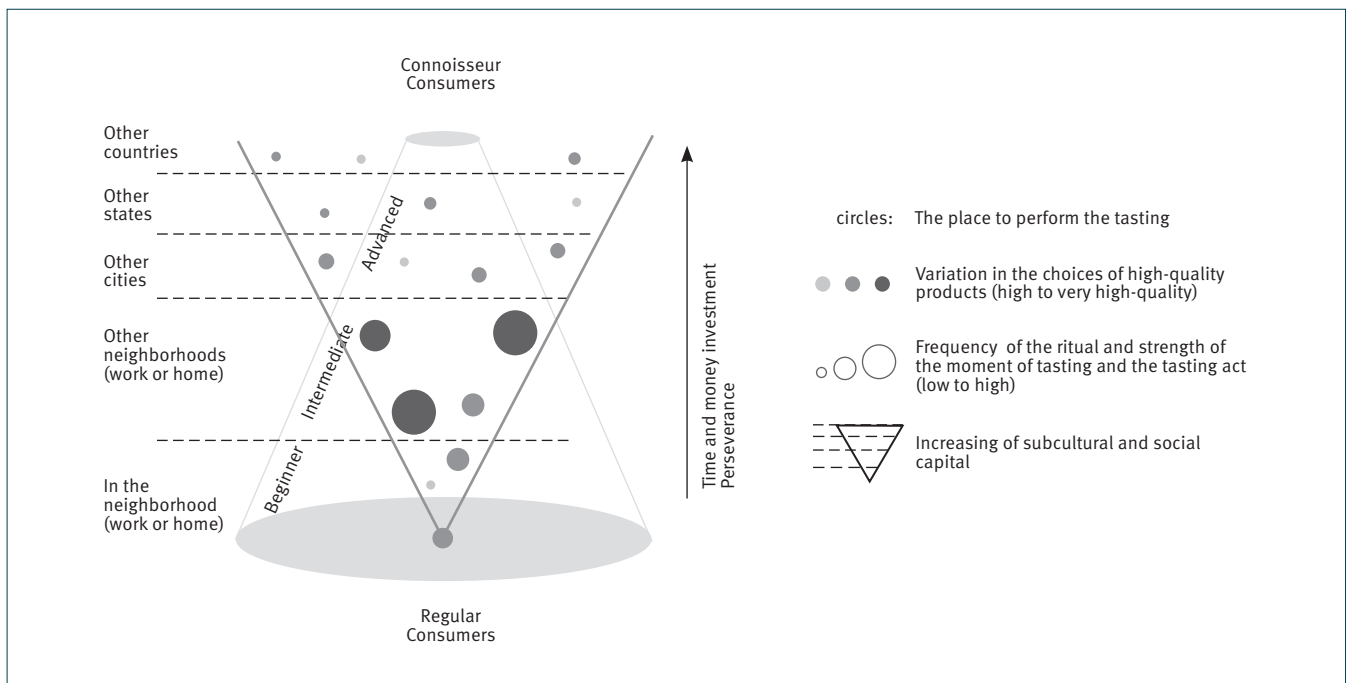 Connoisseur
Consumers
Other
countries
Other
states
Other
cities
Other
neighborhoods
(work or home)
In the
neighborhood
(work or home)
Advanced
Intermediate
Beginner
Regular
Consumers
Time and money investment
Perseverance
circles: The place to perform the tasting
Variation in the choices of high-quality
products (high to very high-quality)
Frequency of the ritual and strength of
the moment of tasting and the tasting act
(low to high)
Increasing of subcultural and social
capital